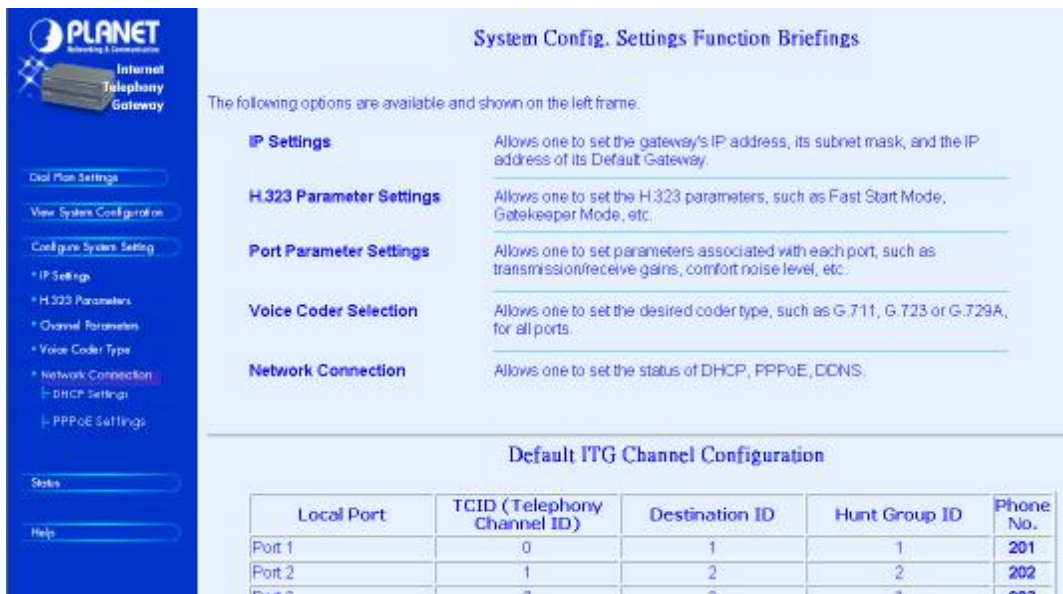 PLANET
Networking & Communication
Internet
Telephony
Gateway
Dial Plan Settings
View System Configuration
Configure System Setting
* IP Settings
* H.323 Parameters
* Channel Parameters
* Voice Coder Type
* Network Connection
DHCP Settings
PPPoE Settings
Status
Help
System Config. Settings Function Briefings
The following options are available and shown on the left frame.
IP Settings Allows one to set the gateway's IP address, its subnet mask, and the IP
address of its Default Gateway.
H.323 Parameter Settings Allows one to set the H.323 parameters, such as Fast Start Mode,
Gatekeeper Mode, etc.
Port Parameter Settings Allows one to set parameters associated with each port, such as
transmission/receive gains, comfort noise level, etc.
Voice Coder Selection Allows one to set the desired coder type, such as G.711, G.723 or G.729A,
for all ports.
Network Connection Allows one to set the status of DHCP, PPPoE, DDNS.
Default ITG Channel Configuration
Local Port TCID (Telephony Channel ID) Destination ID Hunt Group ID Phone No.
Port 1 0 1 1 201
Port 2 1 2 2 202